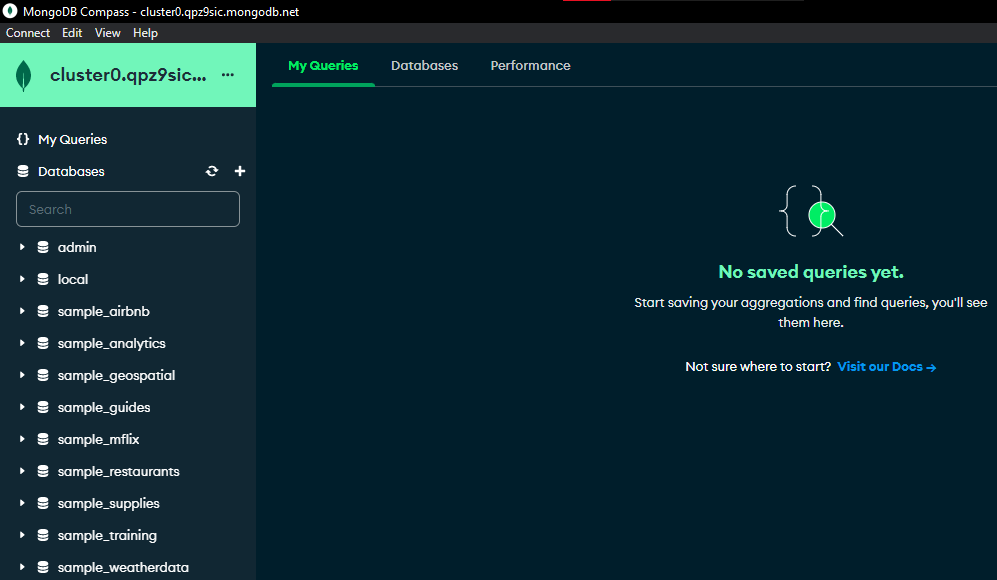 MongoDB Compass - cluster0.qpz9sic.mongodb.net
Connect Edit View Help
cluster0.qpz9sic... ...
My Queries
Databases
Search
admin
local
sample_airbnb
sample_analytics
sample_geospatial
sample_guides
sample_mflix
sample_restaurants
sample_supplies
sample_training
sample_weatherdata
My Queries Databases Performance
No saved queries yet.
Start saving your aggregations and find queries, you'll see
them here.
Not sure where to start? Visit our Docs →